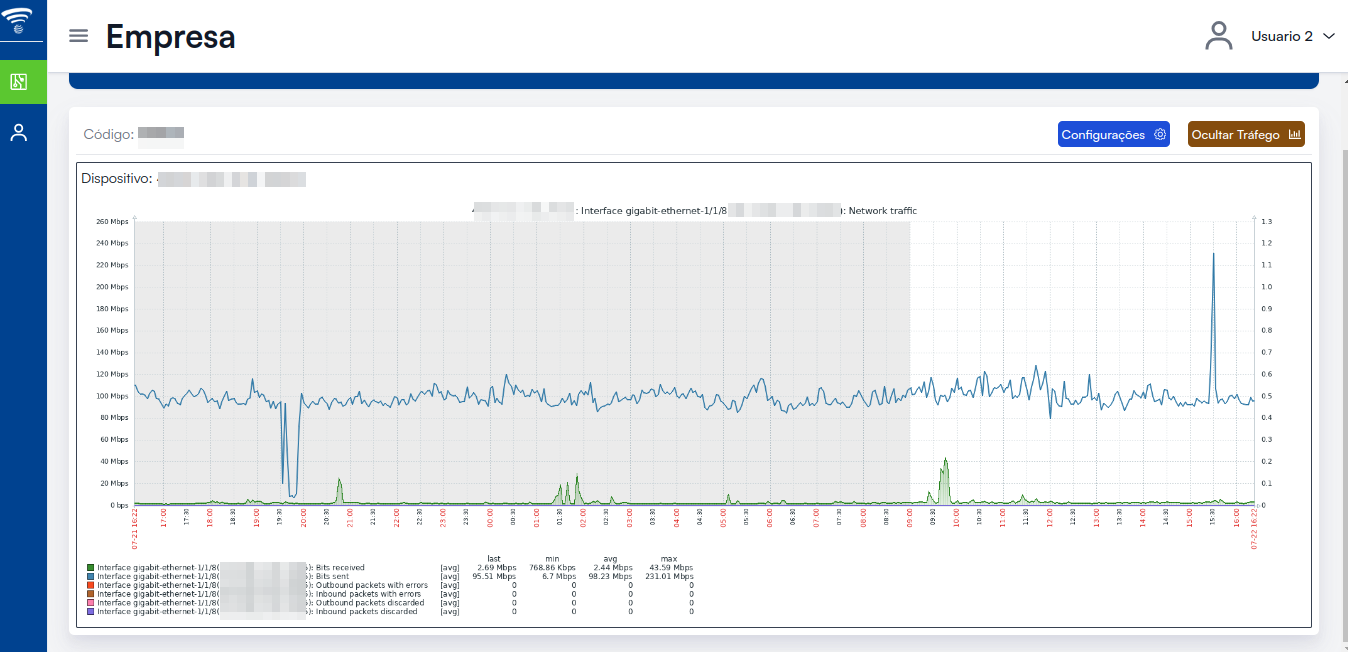 Empresa
Usuario 2
Código:
Configurações
Ocultar Tráfego
Dispositivo:
: Interface gigabit-ethernet-1/1/8 ): Network traffic
260 Mbps 1.3
240 Mbps 1.2
220 Mbps 1.1
200 Mbps 1.0
180 Mbps 0.9
160 Mbps 0.8
140 Mbps 0.7
120 Mbps 0.6
100 Mbps 0.5
80 Mbps 0.4
60 Mbps 0.3
40 Mbps 0.2
20 Mbps 0.1
0 bps 0
07-21 16:22 17:00 17:30 18:00 18:30 19:00 19:30 20:00 20:30 21:00 21:30 22:00 22:30 23:00 23:30 00:00 00:30 01:00 01:30 02:00 02:30 03:00 03:30 04:00 04:30 05:00 05:30 06:00 06:30 07:00 07:30 08:00 08:30 09:00 09:30 10:00 10:30 11:00 11:30 12:00 12:30 13:00 13:30 14:00 14:30 15:00 15:30 16:00 07-22 16:22
last min avg max
Interface gigabit-ethernet-1/1/8( ): Bits received [avg] 2.69 Mbps 768.86 Kbps 2.44 Mbps 43.59 Mbps
Interface gigabit-ethernet-1/1/8( ): Bits sent [avg] 95.51 Mbps 6.7 Mbps 98.23 Mbps 231.01 Mbps
Interface gigabit-ethernet-1/1/8( ): Outbound packets with errors [avg] 0 0 0 0
Interface gigabit-ethernet-1/1/8( ): Inbound packets with errors [avg] 0 0 0 0
Interface gigabit-ethernet-1/1/8( ): Outbound packets discarded [avg] 0 0 0 0
Interface gigabit-ethernet-1/1/8( ): Inbound packets discarded [avg] 0 0 0 0